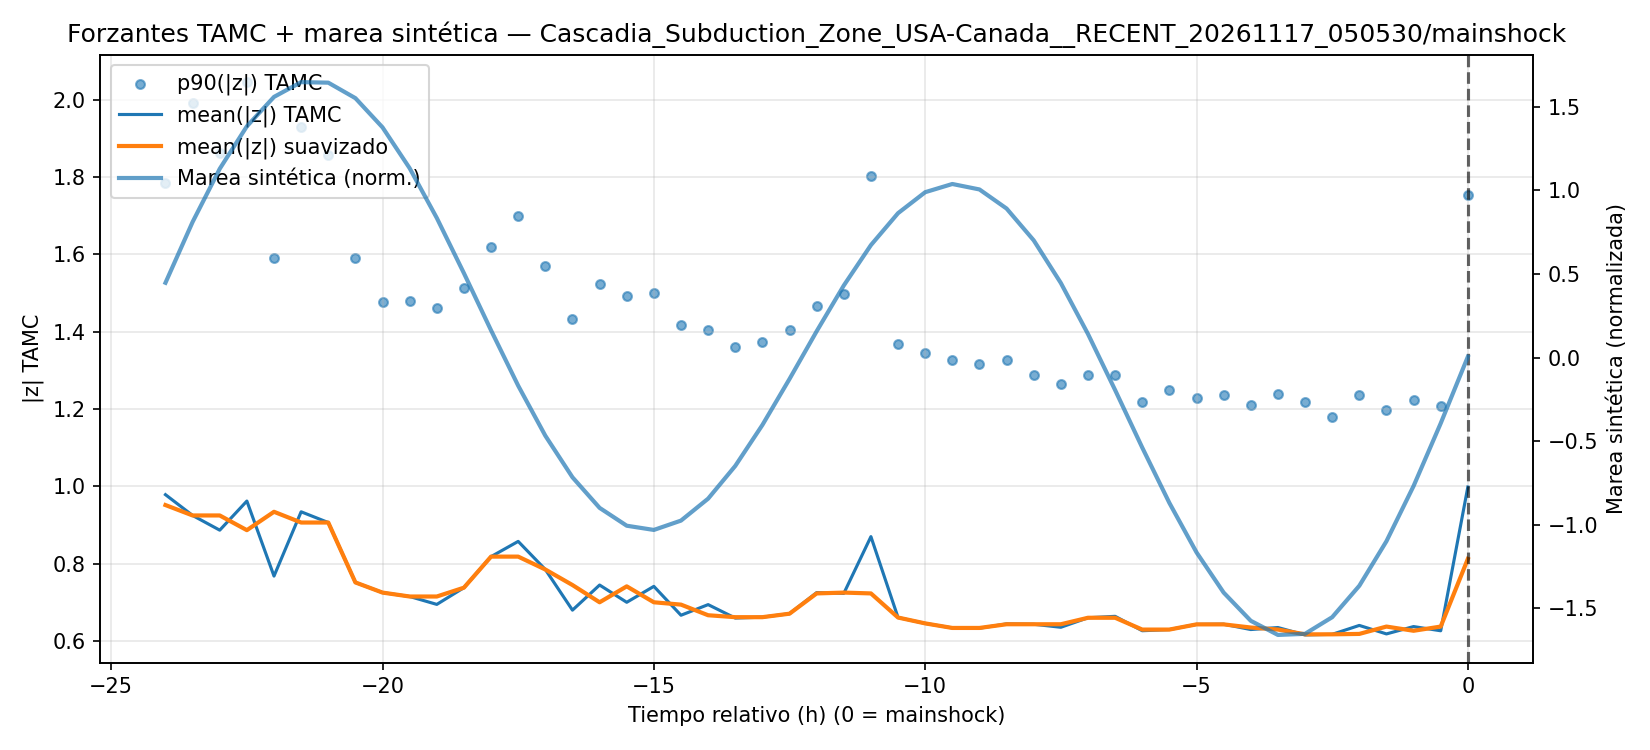 Forzantes TAMC + marea sintética — Cascadia_Subduction_Zone_USA-Canada__RECENT_20261117_050530/mainshock
p90(|z|) TAMC
mean(|z|) TAMC
mean(|z|) suavizado
Marea sintética (norm.)
|z| TAMC
2.0
1.8
1.6
1.4
1.2
1.0
0.8
0.6
1.5
1.0
0.5
0.0
−0.5
−1.0
−1.5
Marea sintética (normalizada)
−25
−20
−15
−10
−5
0
Tiempo relativo (h) (0 = mainshock)